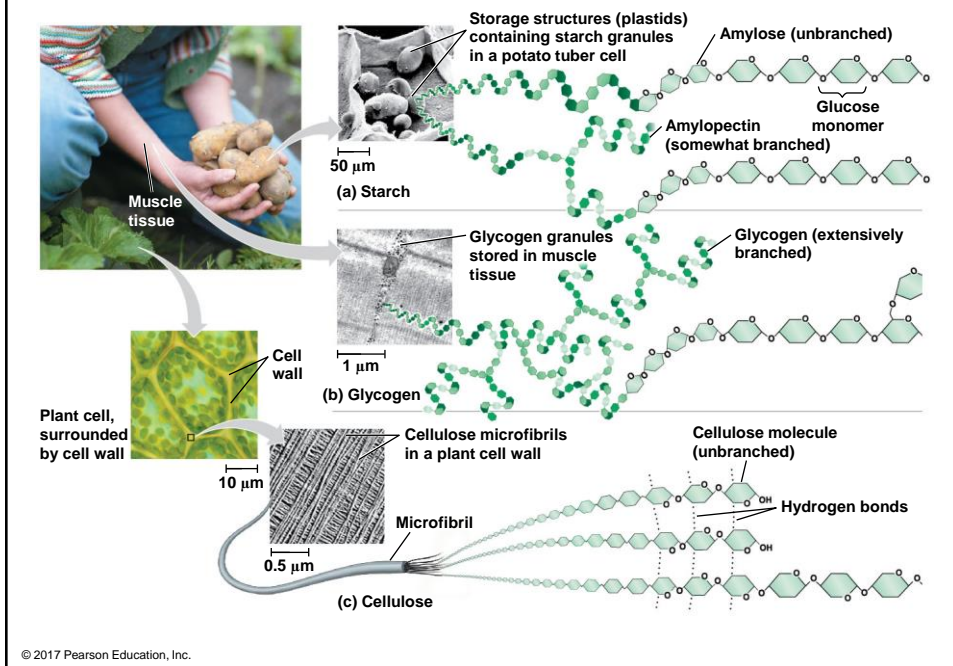 Storage structures (plastids)
containing starch granules
in a potato tuber cell
Amylose (unbranched)
Glucose
monomer
Amylopectin
(somewhat branched)
50 μm
(a) Starch
Muscle
tissue
Glycogen granules
stored in muscle
tissue
Glycogen (extensively
branched)
1 μm
(b) Glycogen
Cell
wall
Plant cell,
surrounded
by cell wall
10 μm
Cellulose microfibrils
in a plant cell wall
Cellulose molecule
(unbranched)
Hydrogen bonds
Microfibril
0.5 μm
(c) Cellulose
O O O O O O
O O O O O O O O
O O O O O O
O O O O O O O O
O
O
O O O O O O
O O O O O O O O
O O O
O O O OH
O O O
O O O OH
O O O O O
O O O O O O
© 2017 Pearson Education, Inc.